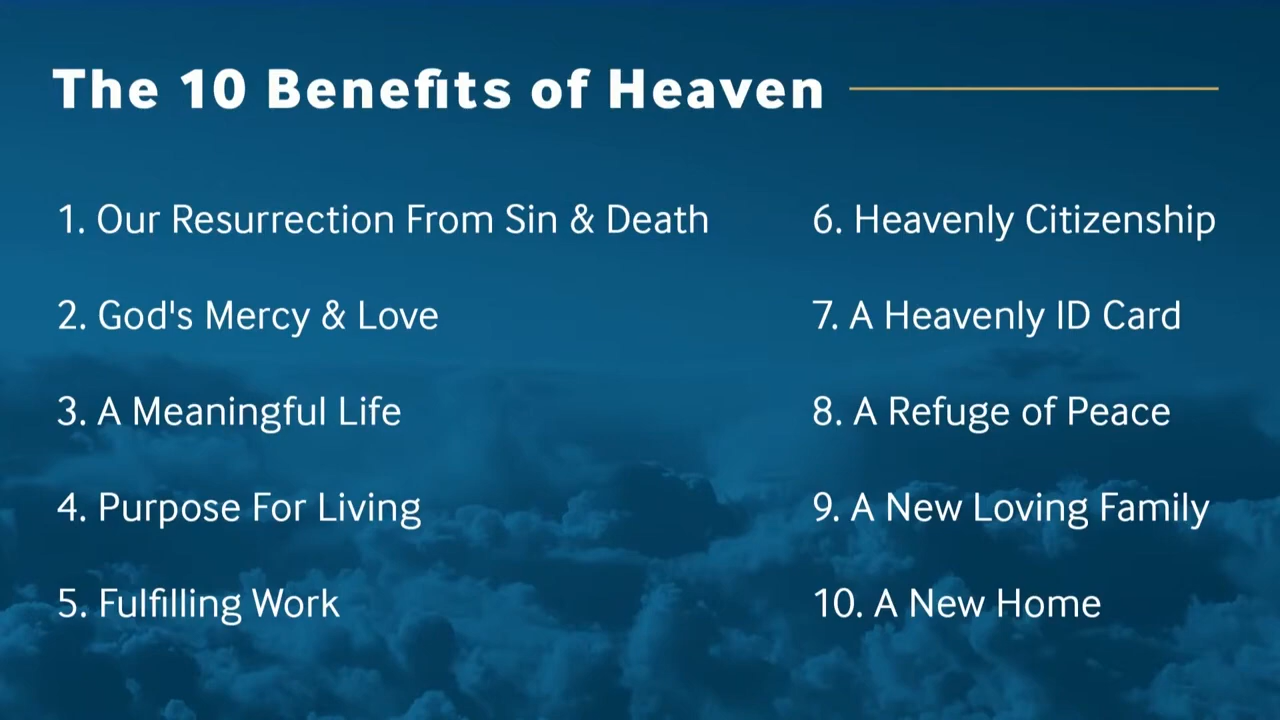 The 10 Benefits of Heaven
1. Our Resurrection From Sin & Death
2. God's Mercy & Love
3. A Meaningful Life
4. Purpose For Living
5. Fulfilling Work
6. Heavenly Citizenship
7. A Heavenly ID Card
8. A Refuge of Peace
9. A New Loving Family
10. A New Home